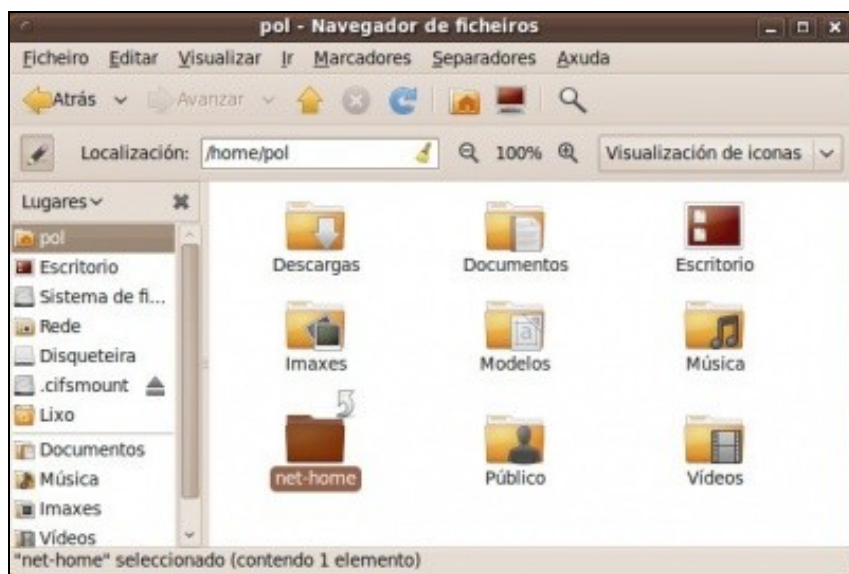 pol - Navegador de ficheiros
Ficheiro Editar Visualizar Ir Marcadores Separadores Axuda
Atrás Avanzar
Localización: /home/pol 100% Visualización de iconas
Lugares
pol
Escritorio
Sistema de fi...
Rede
Disqueteira
.cifsmount
Lixo
Documentos
Música
Imaxes
Vídeos
Descargas Documentos Escritorio
Imaxes Modelos Música
net-home Público Vídeos
"net-home" seleccionado (contendo 1 elemento)